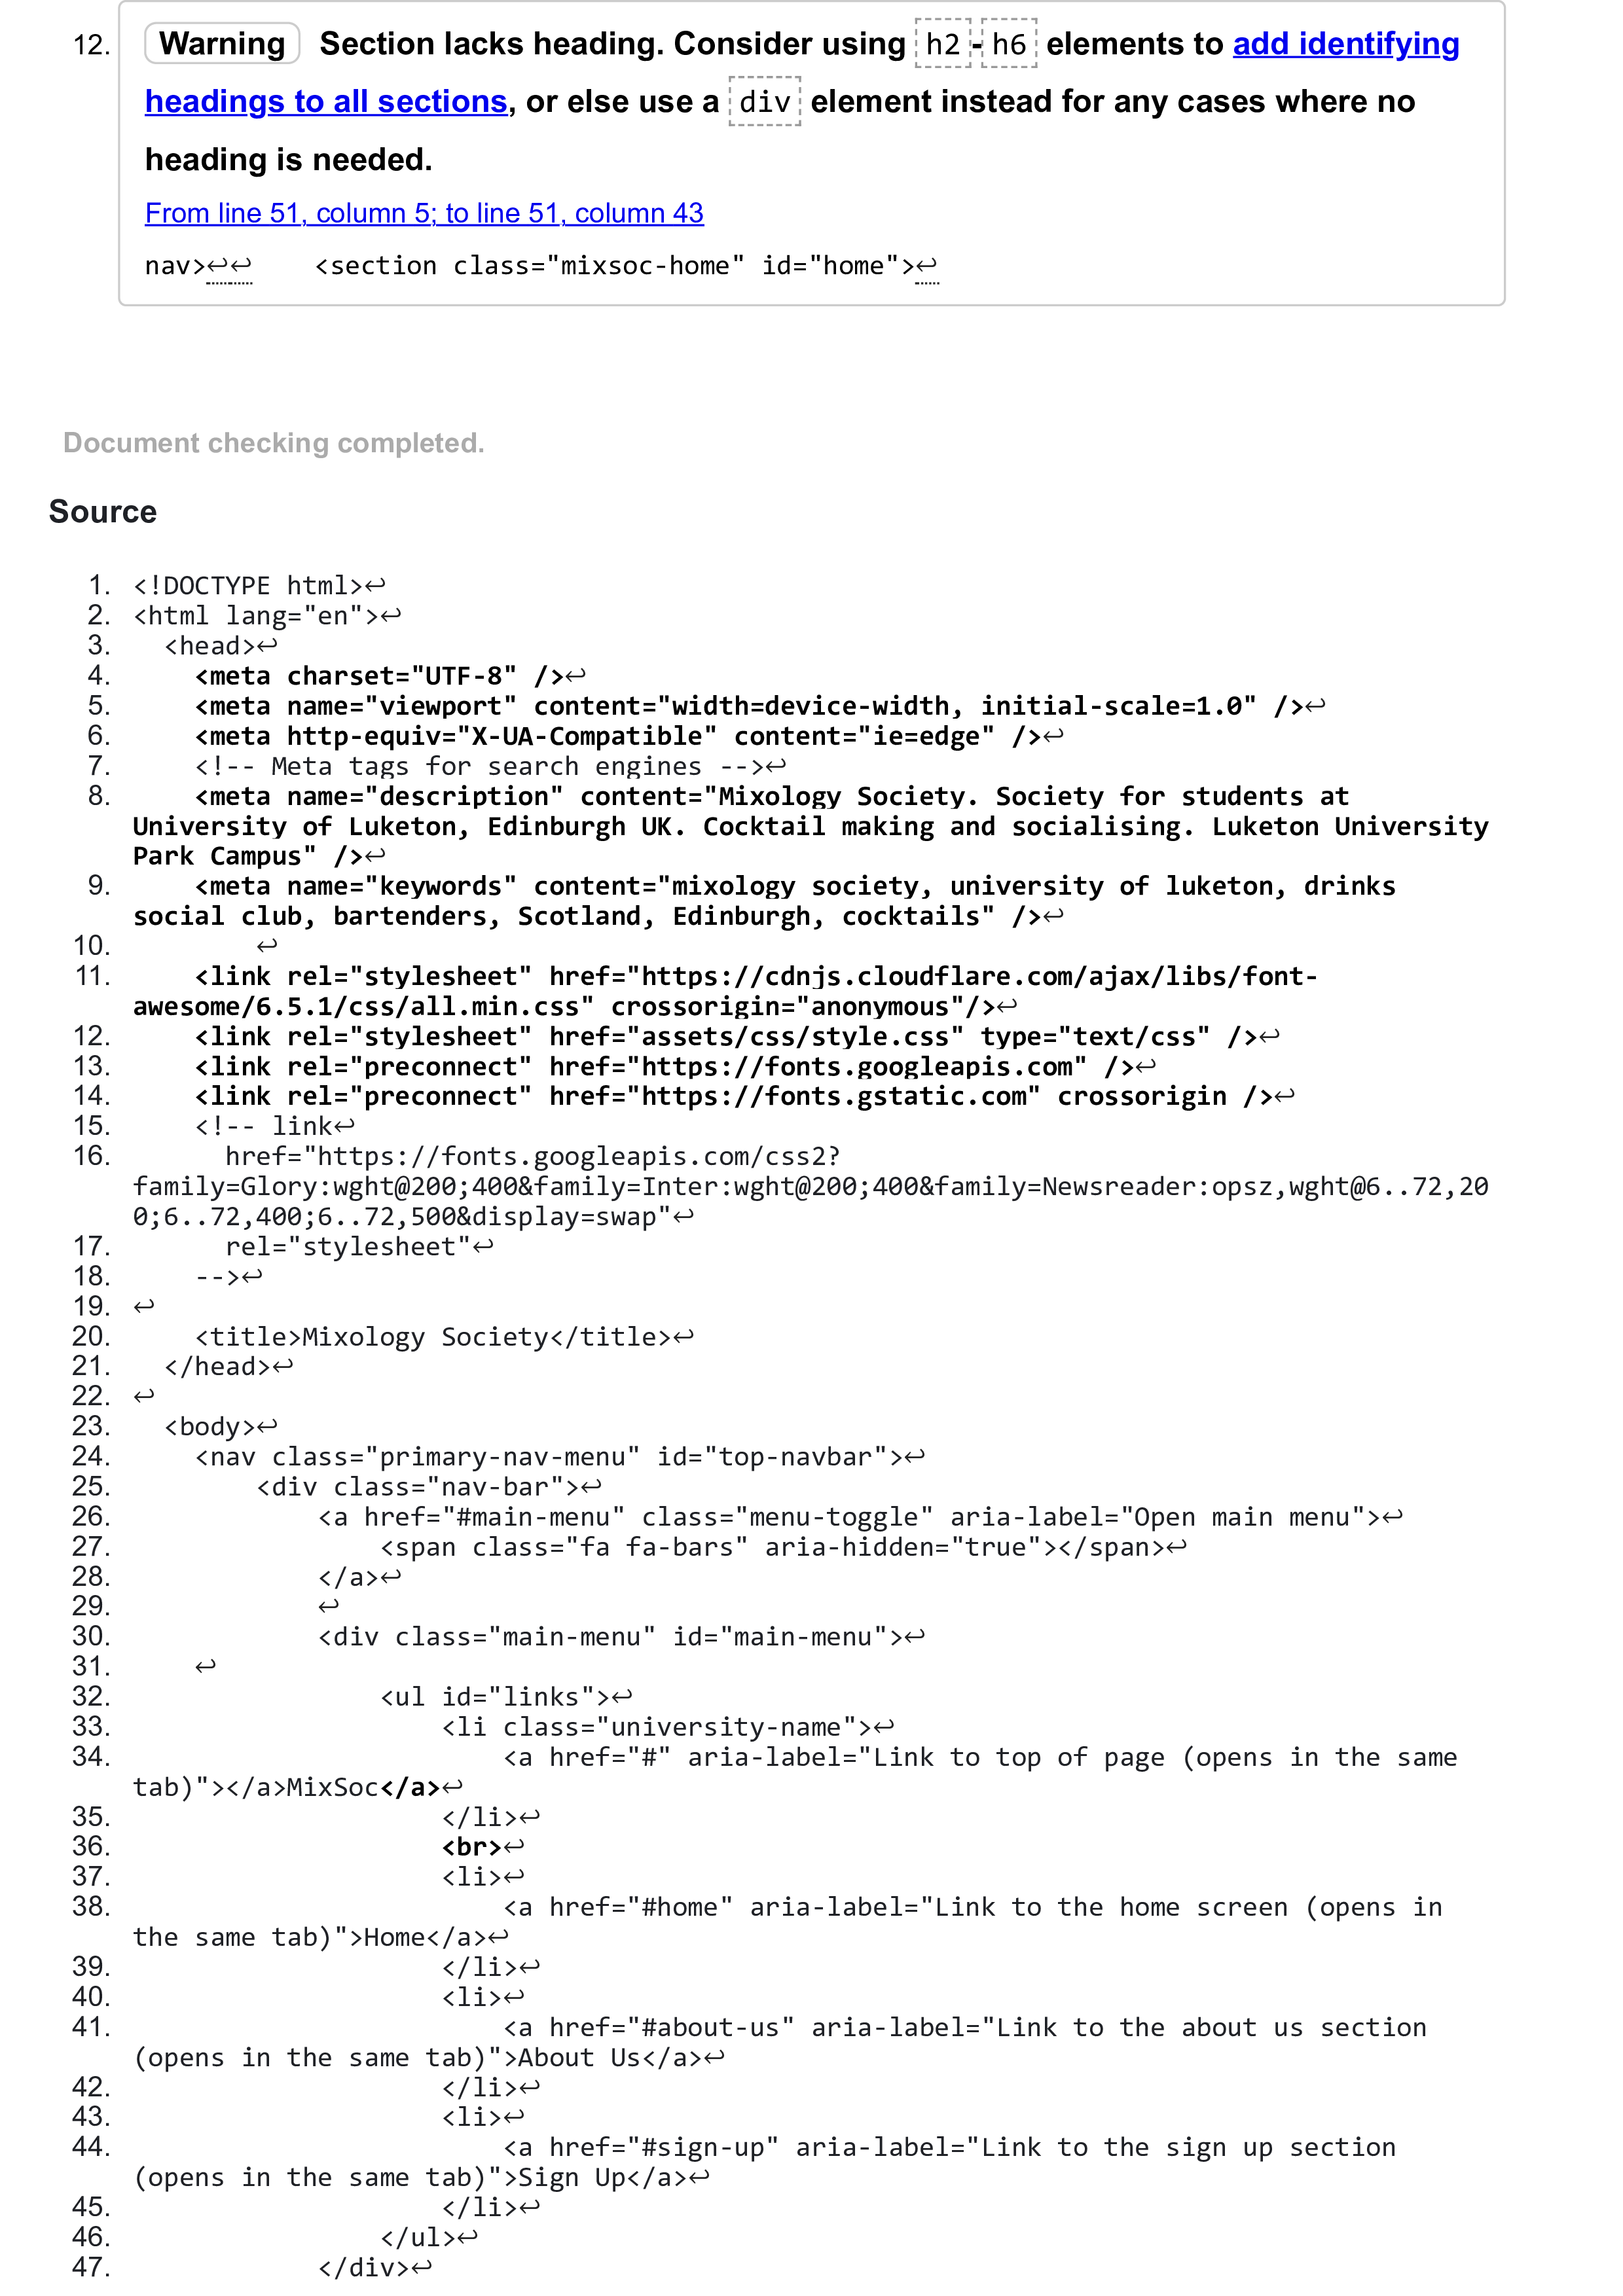 12. Warning Section lacks heading. Consider using h2-h6 elements to add identifying
headings to all sections, or else use a div element instead for any cases where no
heading is needed.
From line 51, column 5; to line 51, column 43
nav>↩↩    <section class="mixsoc-home" id="home">↩
Document checking completed.
Source
1. <!DOCTYPE html>↩
2. <html lang="en">↩
3.   <head>↩
4.     <meta charset="UTF-8" />↩
5.     <meta name="viewport" content="width=device-width, initial-scale=1.0" />↩
6.     <meta http-equiv="X-UA-Compatible" content="ie=edge" />↩
7.     <!-- Meta tags for search engines -->↩
8.     <meta name="description" content="Mixology Society. Society for students at
University of Luketon, Edinburgh UK. Cocktail making and socialising. Luketon University
Park Campus" />↩
9.     <meta name="keywords" content="mixology society, university of luketon, drinks
social club, bartenders, Scotland, Edinburgh, cocktails" />↩
10.         ↩
11.     <link rel="stylesheet" href="https://cdnjs.cloudflare.com/ajax/libs/font-
awesome/6.5.1/css/all.min.css" crossorigin="anonymous"/>↩
12.     <link rel="stylesheet" href="assets/css/style.css" type="text/css" />↩
13.     <link rel="preconnect" href="https://fonts.googleapis.com" />↩
14.     <link rel="preconnect" href="https://fonts.gstatic.com" crossorigin />↩
15.     <!-- link↩
16.       href="https://fonts.googleapis.com/css2?
family=Glory:wght@200;400&family=Inter:wght@200;400&family=Newsreader:opsz,wght@6..72,20
0;6..72,400;6..72,500&display=swap"↩
17.       rel="stylesheet"↩
18.     -->↩
19. ↩
20.     <title>Mixology Society</title>↩
21.   </head>↩
22. ↩
23.   <body>↩
24.     <nav class="primary-nav-menu" id="top-navbar">↩
25.         <div class="nav-bar">↩
26.             <a href="#main-menu" class="menu-toggle" aria-label="Open main menu">↩
27.                 <span class="fa fa-bars" aria-hidden="true"></span>↩
28.             </a>↩
29.             ↩
30.             <div class="main-menu" id="main-menu">↩
31.     ↩
32.                 <ul id="links">↩
33.                     <li class="university-name">↩
34.                         <a href="#" aria-label="Link to top of page (opens in the same
tab)"></a>MixSoc</a>↩
35.                     </li>↩
36.                     <br>↩
37.                     <li>↩
38.                         <a href="#home" aria-label="Link to the home screen (opens in
the same tab)">Home</a>↩
39.                     </li>↩
40.                     <li>↩
41.                         <a href="#about-us" aria-label="Link to the about us section
(opens in the same tab)">About Us</a>↩
42.                     </li>↩
43.                     <li>↩
44.                         <a href="#sign-up" aria-label="Link to the sign up section
(opens in the same tab)">Sign Up</a>↩
45.                     </li>↩
46.                 </ul>↩
47.             </div>↩